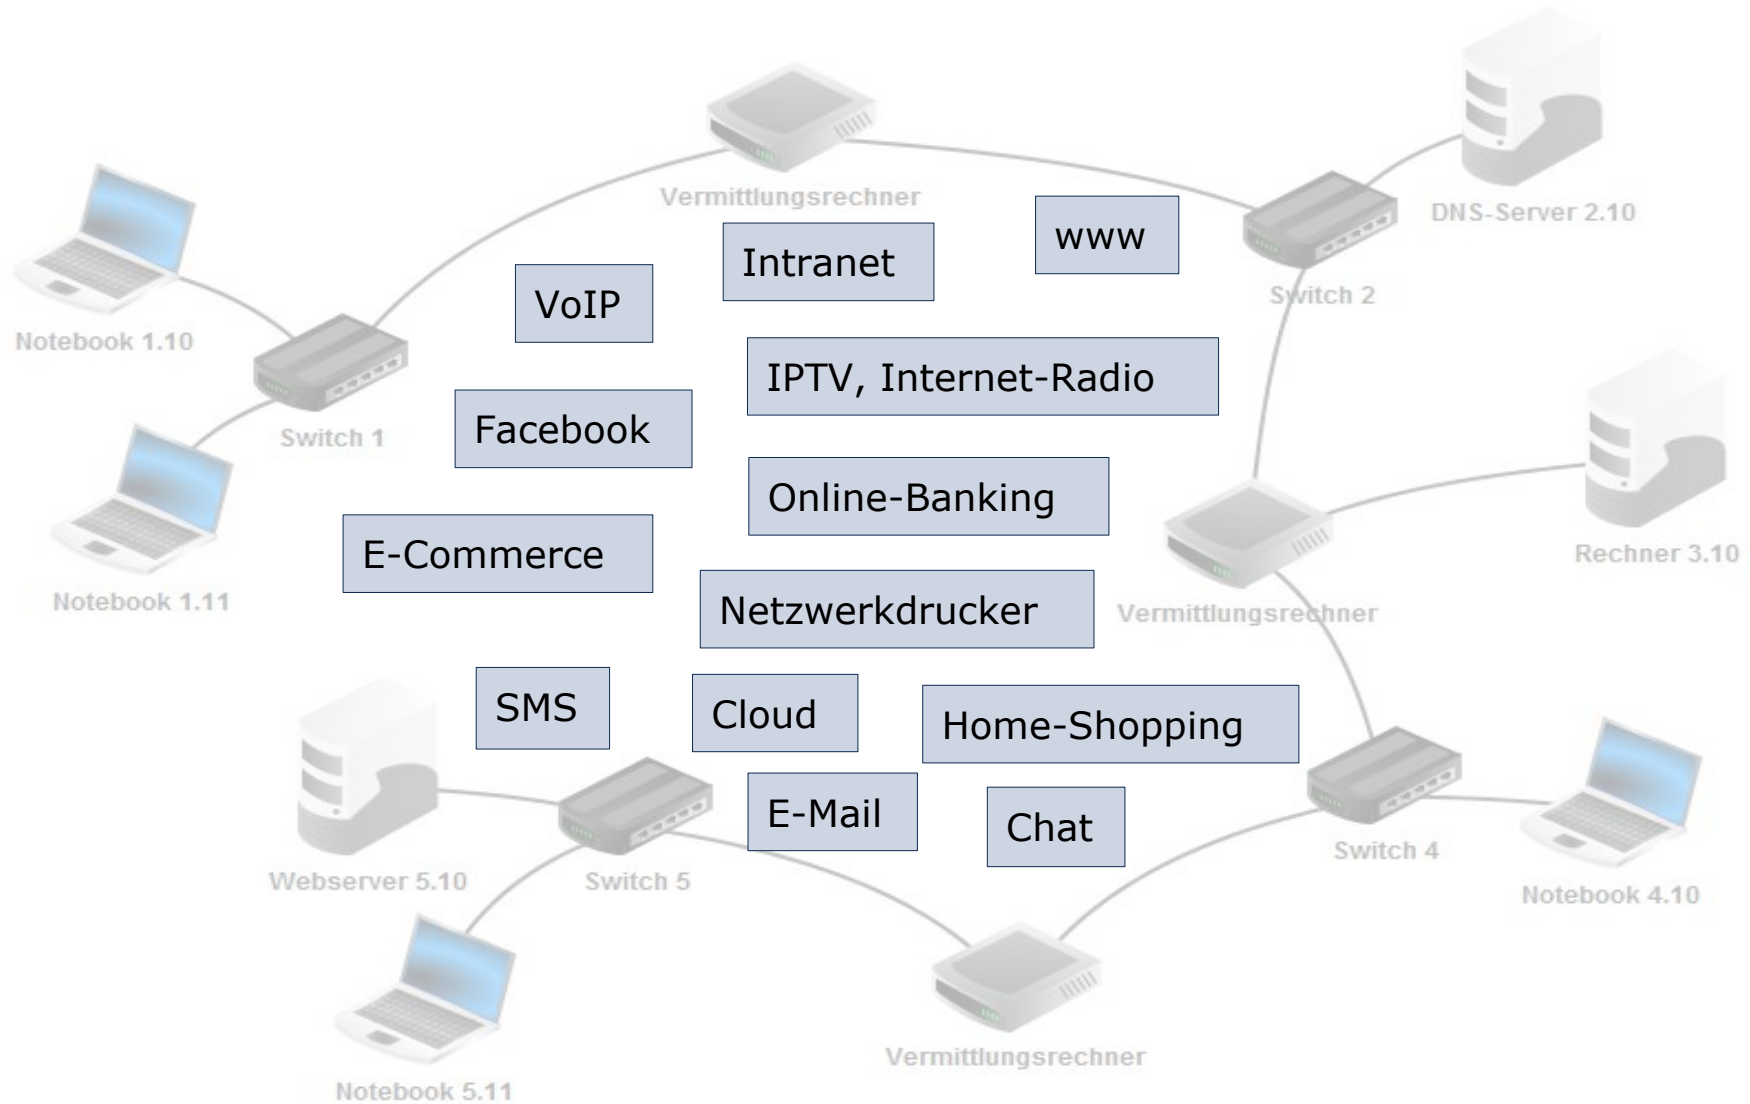 Vermittlungsrechner
DNS-Server 2.10
www
Intranet
VoIP
Switch 2
Notebook 1.10
IPTV, Internet-Radio
Facebook
Switch 1
Online-Banking
E-Commerce
Rechner 3.10
Notebook 1.11
Netzwerkdrucker
Vermittlungsrechner
SMS
Cloud
Home-Shopping
E-Mail
Chat
Switch 4
Webserver 5.10
Switch 5
Notebook 4.10
Vermittlungsrechner
Notebook 5.11